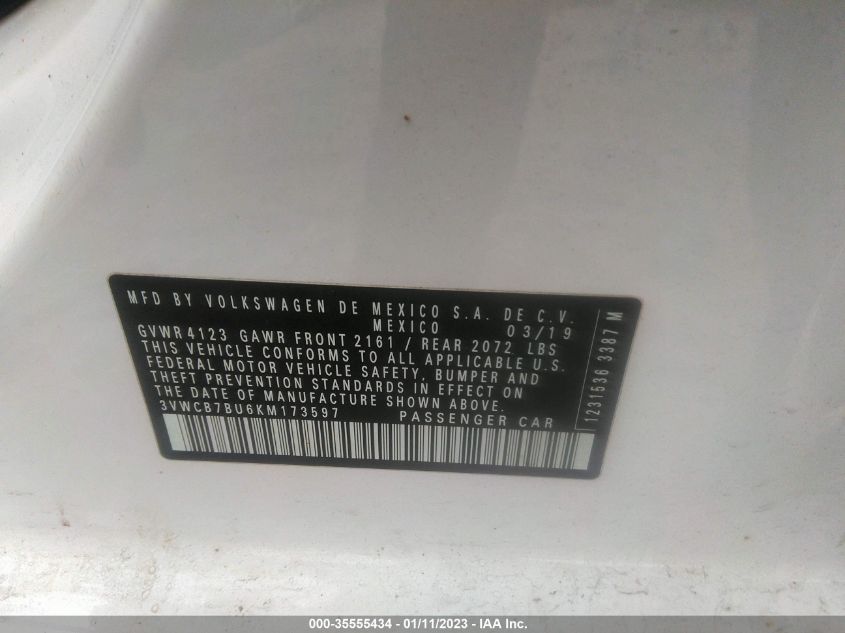 MFD BY VOLKSWAGEN DE MEXICO S.A. DE C.V.
MEXICO 03/19
GVWR 4123 GAWR FRONT 2161 / REAR 2072 LBS
THIS VEHICLE CONFORMS TO ALL APPLICABLE U.S.
FEDERAL MOTOR VEHICLE SAFETY, BUMPER AND
THEFT PREVENTION STANDARDS IN EFFECT ON
THE DATE OF MANUFACTURE SHOWN ABOVE.
3VWCB7BU6KM173597 PASSENGER CAR
1231536 3387 M
000-35555434 - 01/11/2023 - IAA Inc.